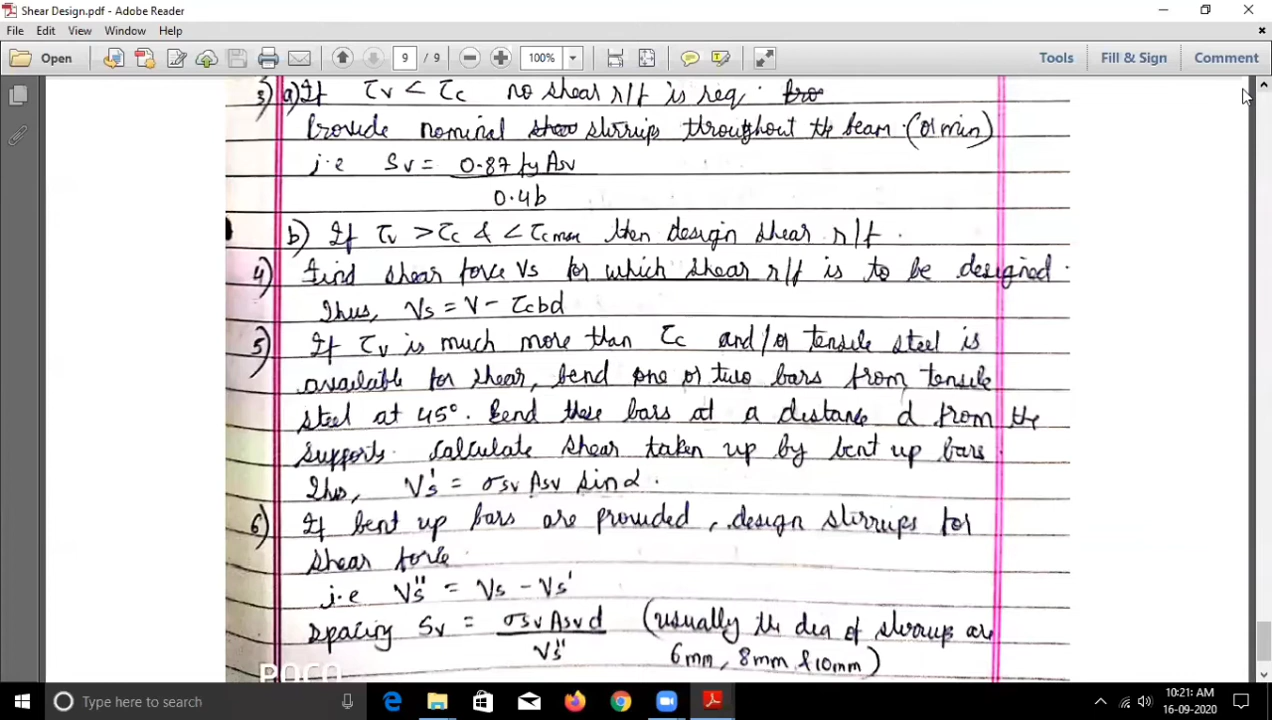 Shear Design.pdf - Adobe Reader
File Edit View Window Help
Open 9 / 9 100% Tools Fill & Sign Comment
3) a) If τv < τc no shear r/f is req.
Provide nominal stirrups throughout the beam. (or min)
i.e Sv = 0.87 fy Asv
0.4b
b) If τv > τc & < τcmax then design shear r/f.
4) Find shear force Vs for which shear r/f is to be designed.
Thus, Vs = V - τcbd
5) If τv is much more than τc and/or tensile steel is
available for shear, bend one or two bars from tensile
steel at 45°. Bend these bars at a distance d from the
supports. Calculate shear taken up by bent up bars.
Thus, Vs' = σsv Asv sinα.
6) If bent up bars are provided, design stirrups for
shear force.
i.e Vs" = Vs - Vs'
Spacing Sv = σsv Asv d (usually the dia of stirrups are
Vs" 6mm, 8mm & 10mm)
POCO
Type here to search
10:21: AM
16-09-2020